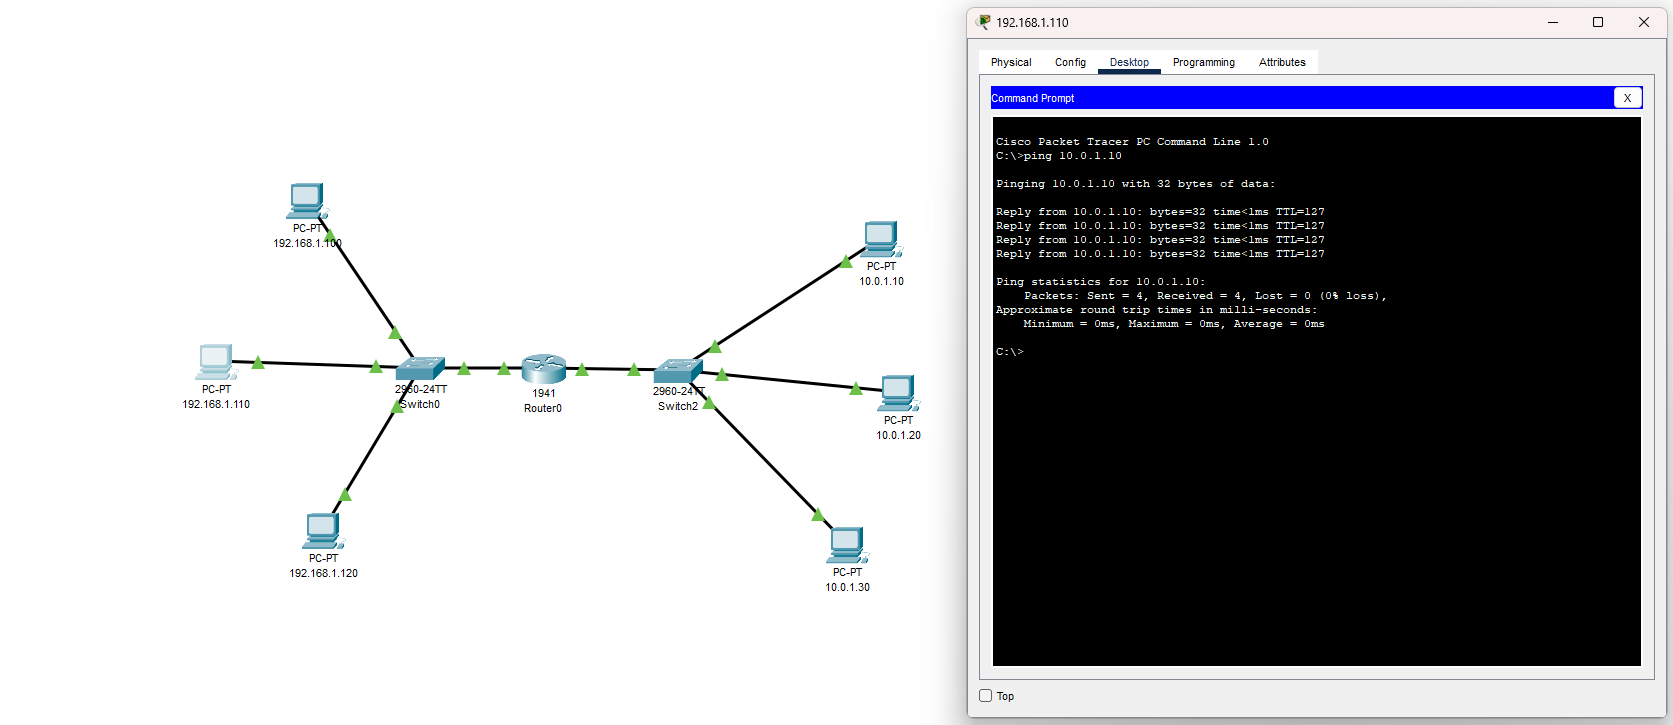 PC-PT
192.168.1.100
PC-PT
192.168.1.110
PC-PT
192.168.1.120
2960-24TT
Switch0
1941
Router0
2960-24TT
Switch2
PC-PT
10.0.1.10
PC-PT
10.0.1.20
PC-PT
10.0.1.30
192.168.1.110
Physical Config Desktop Programming Attributes
Command Prompt X
Cisco Packet Tracer PC Command Line 1.0
C:\>ping 10.0.1.10
Pinging 10.0.1.10 with 32 bytes of data:
Reply from 10.0.1.10: bytes=32 time<1ms TTL=127
Reply from 10.0.1.10: bytes=32 time<1ms TTL=127
Reply from 10.0.1.10: bytes=32 time<1ms TTL=127
Reply from 10.0.1.10: bytes=32 time<1ms TTL=127
Ping statistics for 10.0.1.10:
Packets: Sent = 4, Received = 4, Lost = 0 (0% loss),
Approximate round trip times in milli-seconds:
Minimum = 0ms, Maximum = 0ms, Average = 0ms
C:\>
Top